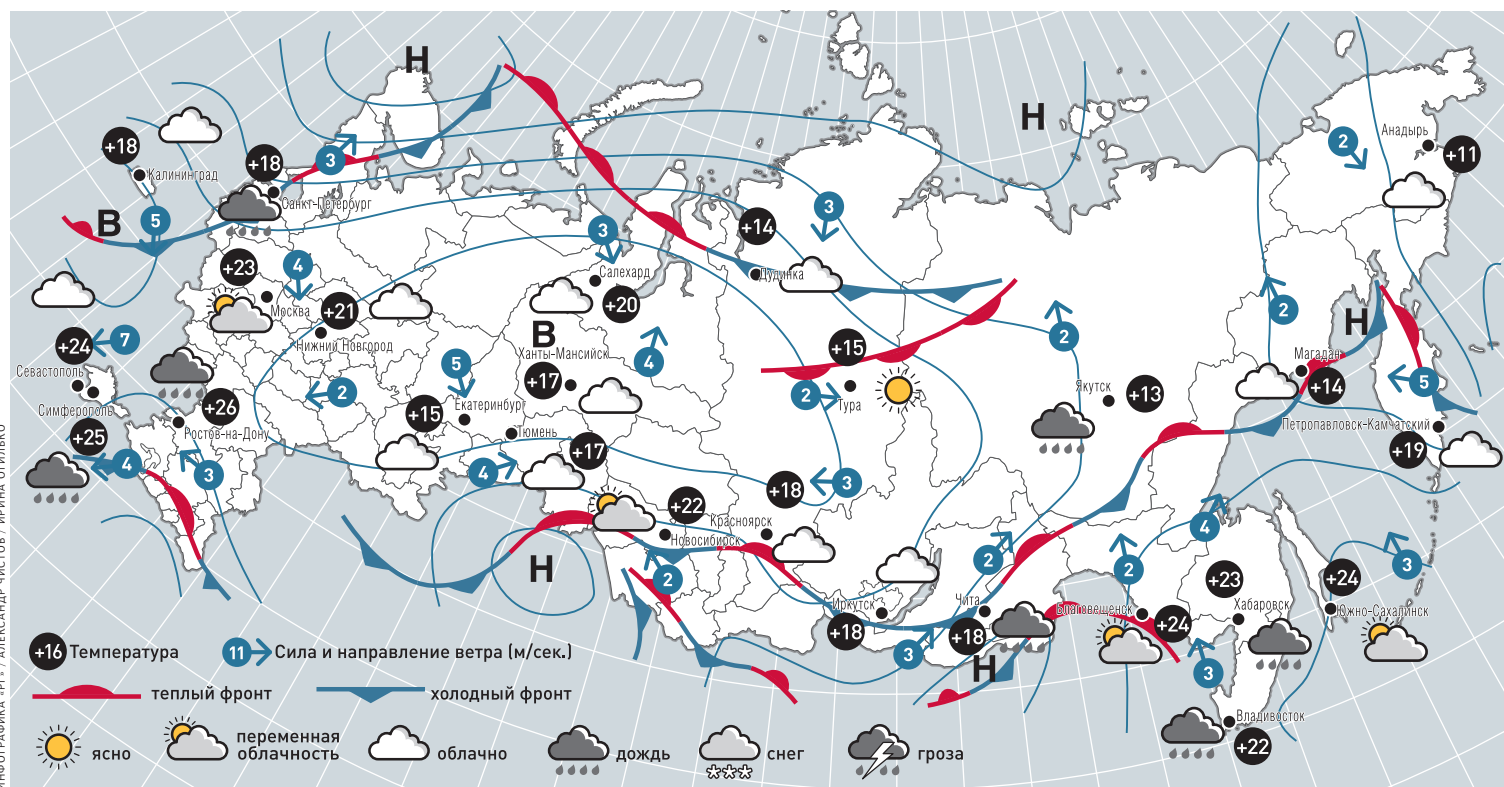 Н
Н
Анадырь
2
+11
+18
Калининград
+18
3
Санкт-Петербург
В
5
3
+14
3
+23
4
Салехард
Дудинка
+20
Москва
+21
Нижний Новгород
+24
7
В
Ханты-Мансийск
4
+15
2
Н
Магадан
+14
Севастополь
5
+17
2
Тура
2
Якутск
+13
5
Симферополь
+26
2
+15
Екатеринбург
Петропавловск-Камчатский
+19
Ростов-на-Дону
Тюмень
+25
4
3
4
+17
+18
3
+22
Красноярск
Новосибирск
4
Н
2
2
2
3
+23
+24
Иркутск
+18
Чита
+18
3
Благовещенск
+24
Хабаровск
Южно-Сахалинск
Н
3
Владивосток
+22
+16 Температура
11 Сила и направление ветра (м/сек.)
теплый фронт
холодный фронт
ясно
переменная
облачность
облачно
дождь
снег
гроза
ИНФОГРАФИКА «РГ» / АЛЕКСАНДР ЧИСТОВ / ИРИНА ОТИЛЬКО